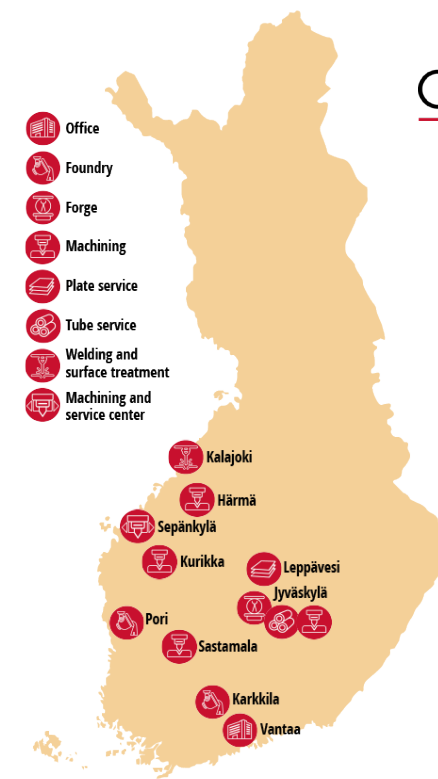 Office
Foundry
Forge
Machining
Plate service
Tube service
Welding and
surface treatment
Machining and
service center
Kalajoki
Härmä
Sepänkylä
Kurikka
Leppävesi
Jyväskylä
Pori
Sastamala
Karkkila
Vantaa